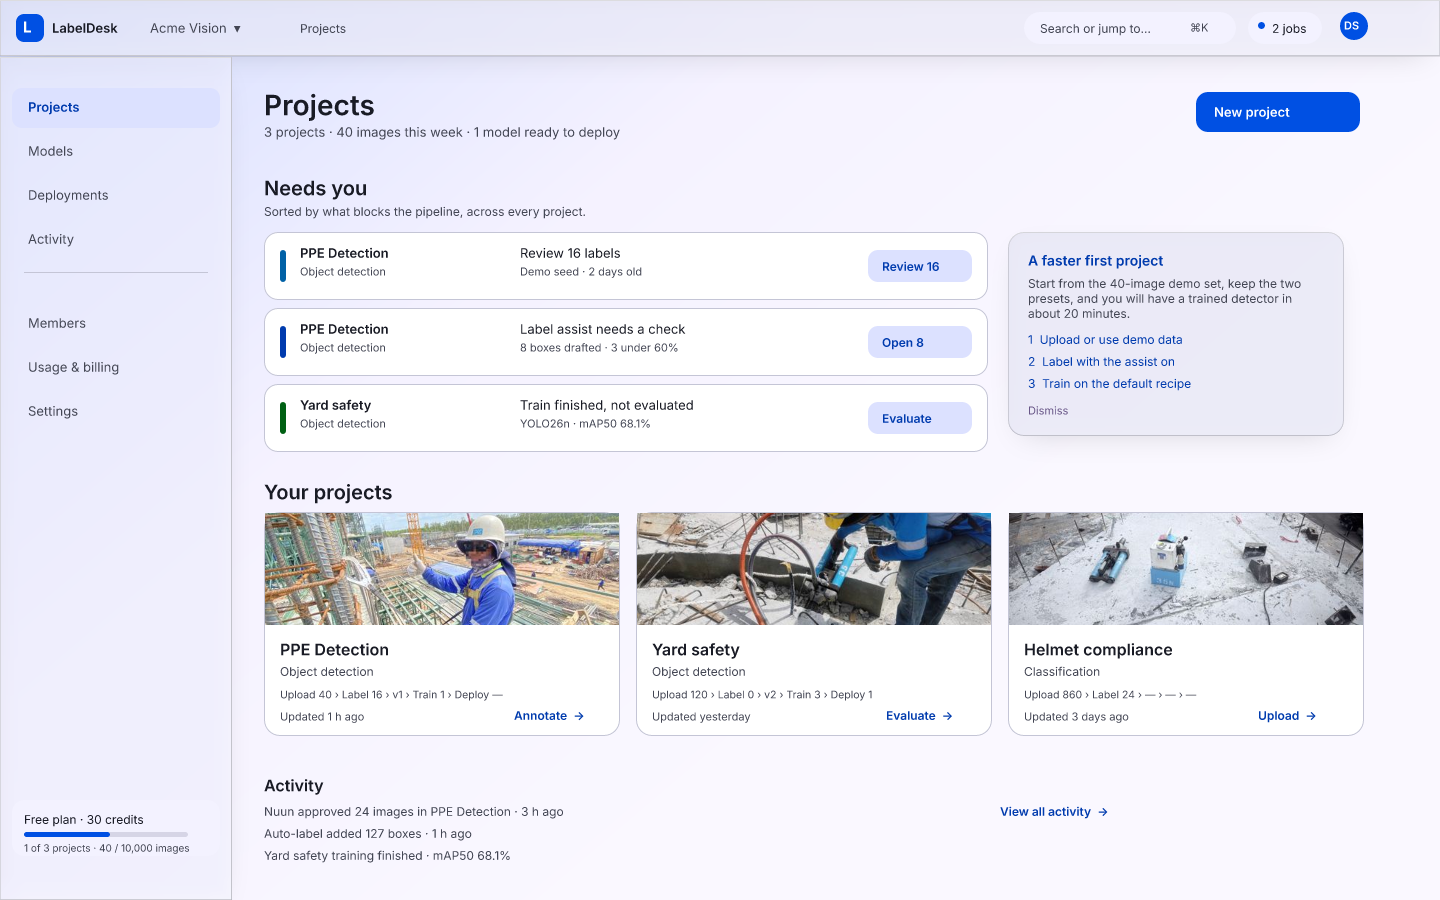 L LabelDesk Acme Vision ▾ Projects Search or jump to... ⌘K 2 jobs DS
Projects
Models
Deployments
Activity
Members
Usage & billing
Settings
Free plan · 30 credits
1 of 3 projects · 40 / 10,000 images
Projects
3 projects · 40 images this week · 1 model ready to deploy
New project
Needs you
Sorted by what blocks the pipeline, across every project.
PPE Detection
Object detection
Review 16 labels
Demo seed · 2 days old
Review 16
PPE Detection
Object detection
Label assist needs a check
8 boxes drafted · 3 under 60%
Open 8
Yard safety
Object detection
Train finished, not evaluated
YOLO26n · mAP50 68.1%
Evaluate
A faster first project
Start from the 40-image demo set, keep the two
presets, and you will have a trained detector in
about 20 minutes.
1 Upload or use demo data
2 Label with the assist on
3 Train on the default recipe
Dismiss
Your projects
PPE Detection
Object detection
Upload 40 › Label 16 › v1 › Train 1 › Deploy —
Updated 1 h ago
Annotate →
Yard safety
Object detection
Upload 120 › Label 0 › v2 › Train 3 › Deploy 1
Updated yesterday
Evaluate →
Helmet compliance
Classification
Upload 860 › Label 24 › — › — › —
Updated 3 days ago
Upload →
Activity
Nuun approved 24 images in PPE Detection · 3 h ago
Auto-label added 127 boxes · 1 h ago
Yard safety training finished · mAP50 68.1%
View all activity →